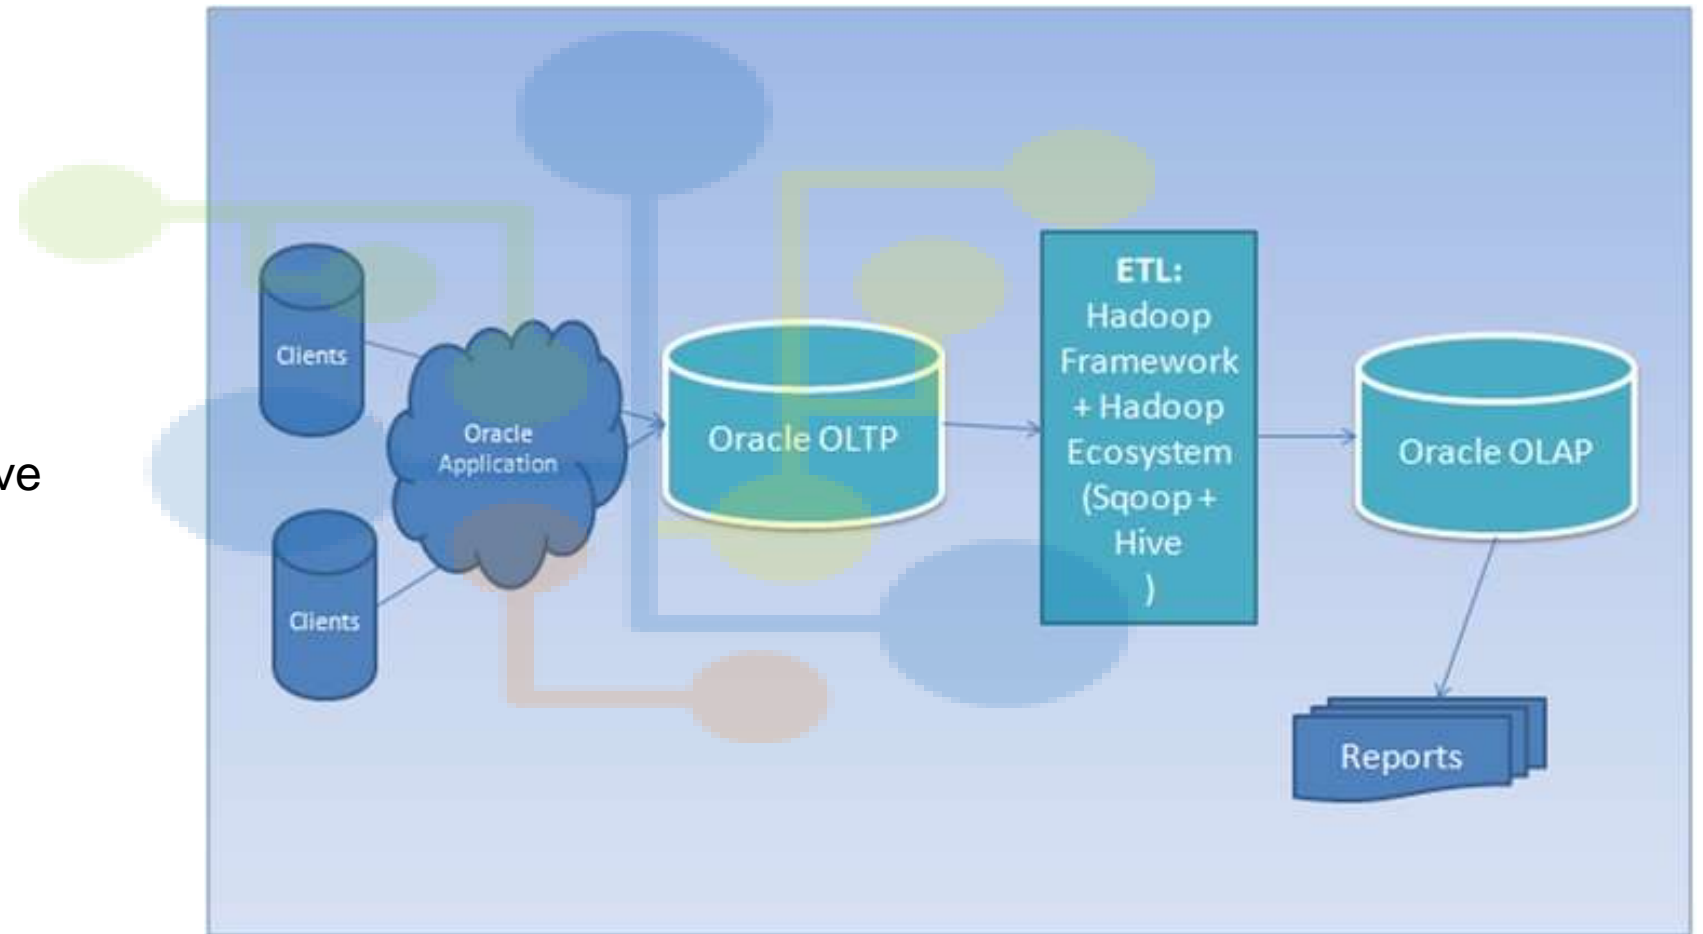 ve
Clients
Oracle
Application
Clients
Oracle OLTP
ETL:
Hadoop
Framework
+ Hadoop
Ecosystem
(Sqoop +
Hive
)
Oracle OLAP
Reports